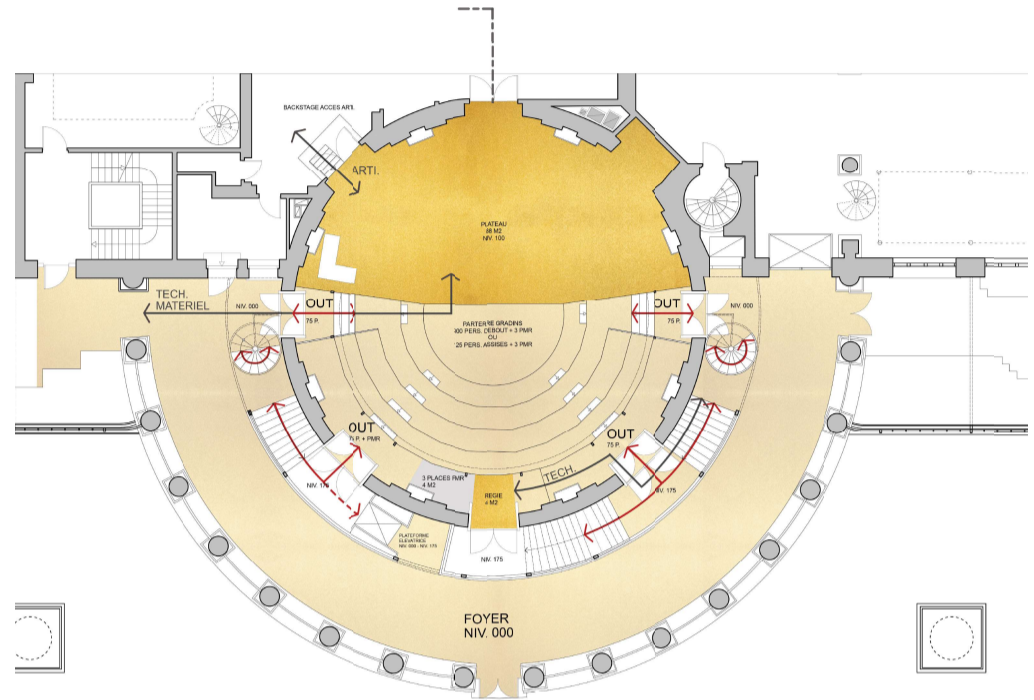 BACKSTAGE ACCES ARTI.
ARTI.
PLATEAU
NIV. 100
TECH.
MATERIEL
NIV. 000
OUT
75 P.
OUT
75 P.
NIV. 000
PARTERRE GRADINS
PERS. DEBOUT + 3 PMR
OU
25 PERS. ASSISES + 3 PMR
OUT
75 P. + PMR
OUT
75 P.
3 PLACES PMR
4 M2
REGIE
4 M2
TECH.
NIV. 175
NIV. 175
PLATEFORME
ELEVATRICE
NIV. 000 - NIV. 175
NIV. 175
FOYER
NIV. 000